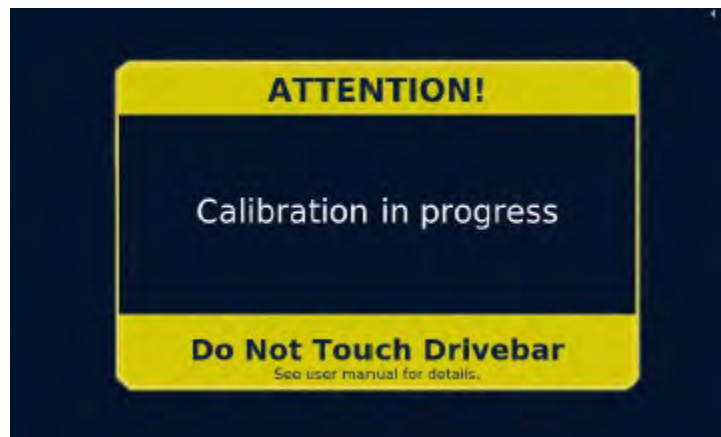 ATTENTION!
Calibration in progress
Do Not Touch Drivebar
See user manual for details.